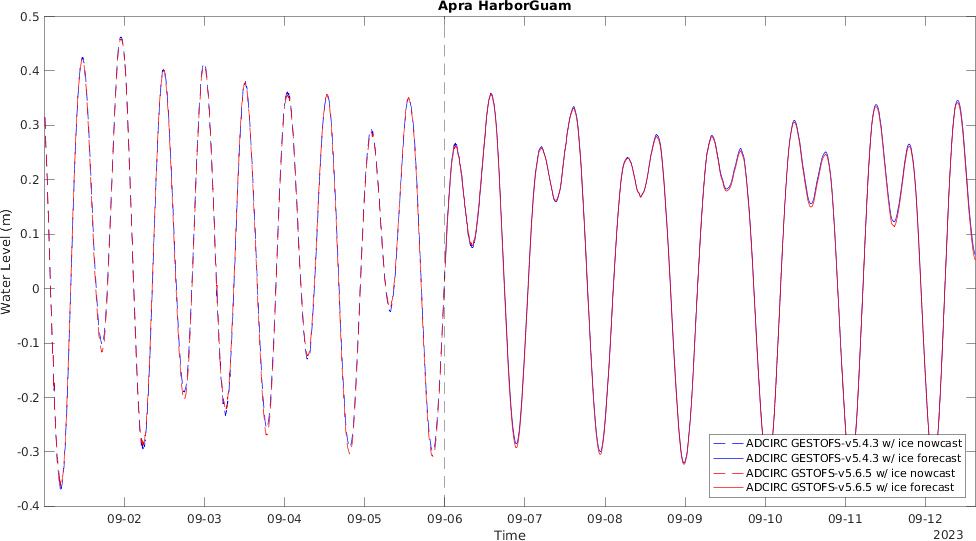 Apra HarborGuam
0.5
0.4
0.3
0.2
0.1
0
-0.1
-0.2
-0.3
-0.4
Water Level (m)
ADCIRC GESTOFS-v5.4.3 w/ ice nowcast
ADCIRC GESTOFS-v5.4.3 w/ ice forecast
ADCIRC GSTOFS-v5.6.5 w/ ice nowcast
ADCIRC GSTOFS-v5.6.5 w/ ice forecast
09-02 09-03 09-04 09-05 09-06 09-07 09-08 09-09 09-10 09-11 09-12
Time
2023